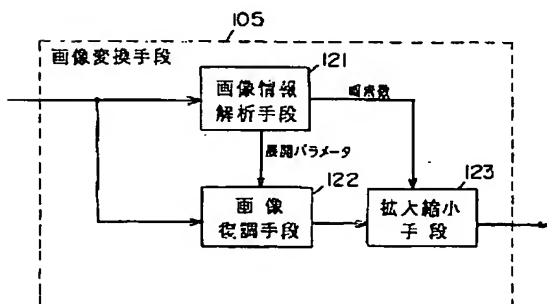 105
画像変換手段
121
画像情報
解析手段
画素数
展開パラメータ
122
123
画像
復調手段
拡大縮小
手段